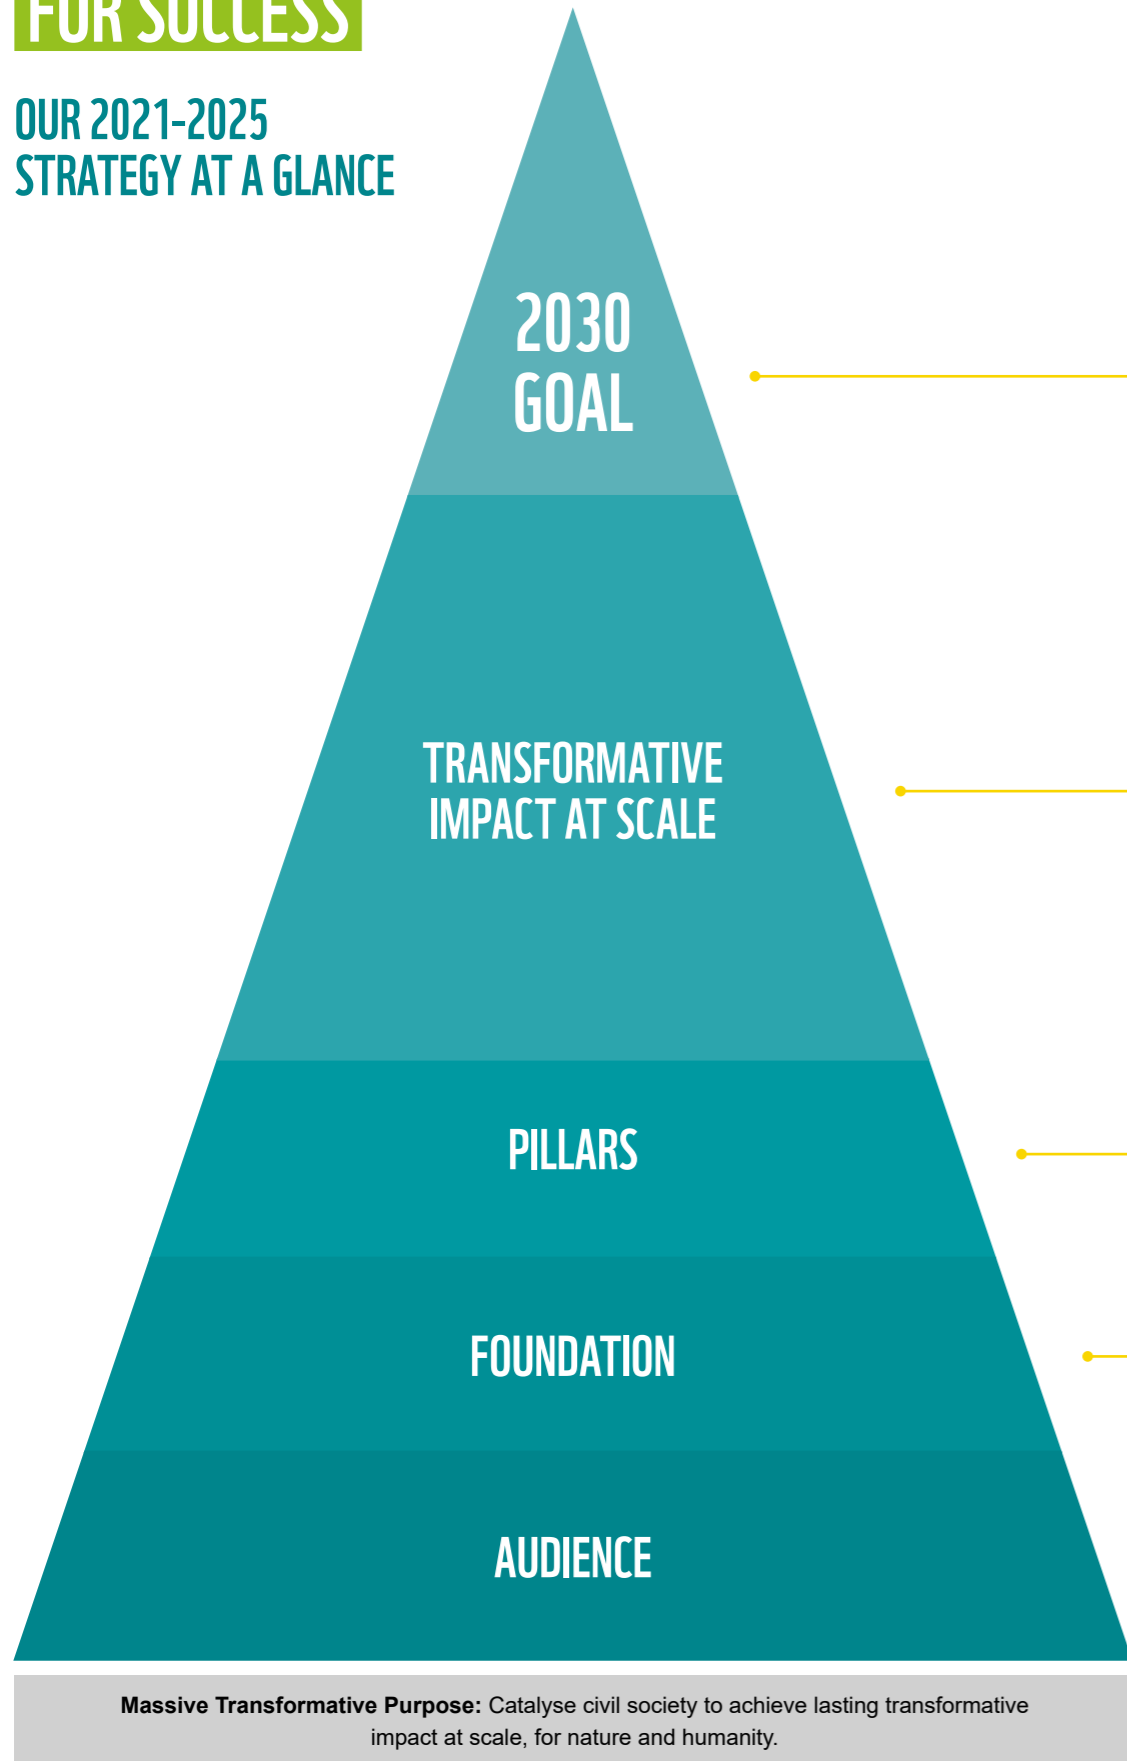 FOR SUCCESS
OUR 2021-2025
STRATEGY AT A GLANCE
2030
GOAL
TRANSFORMATIVE
IMPACT AT SCALE
PILLARS
FOUNDATION
AUDIENCE
Massive Transformative Purpose: Catalyse civil society to achieve lasting transformative
impact at scale, for nature and humanity.